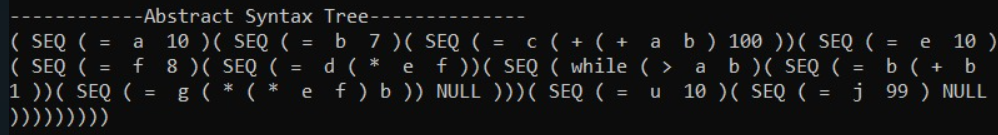 ------------Abstract Syntax Tree--------------
( SEQ ( =  a  10 )( SEQ ( =  b  7 )( SEQ ( =  c ( + ( +  a  b ) 100 ))( SEQ ( =  e  10 )
( SEQ ( =  f  8 )( SEQ ( =  d ( *  e  f ))( SEQ ( while ( >  a  b )( SEQ ( =  b ( +  b
1 ))( SEQ ( =  g ( * ( *  e  f ) b )) NULL )))( SEQ ( =  u  10 )( SEQ ( =  j  99 ) NULL
)))))))))